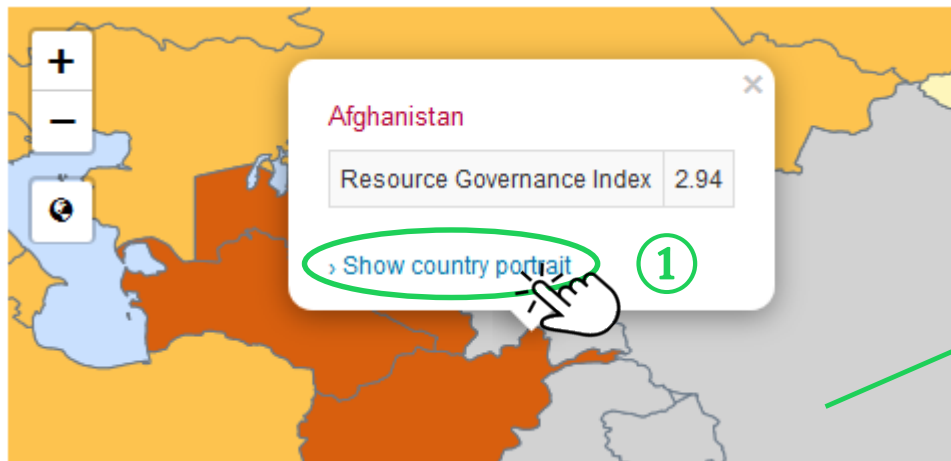 +
−
×
Afghanistan
Resource Governance Index 2.94
› Show country portrait
1